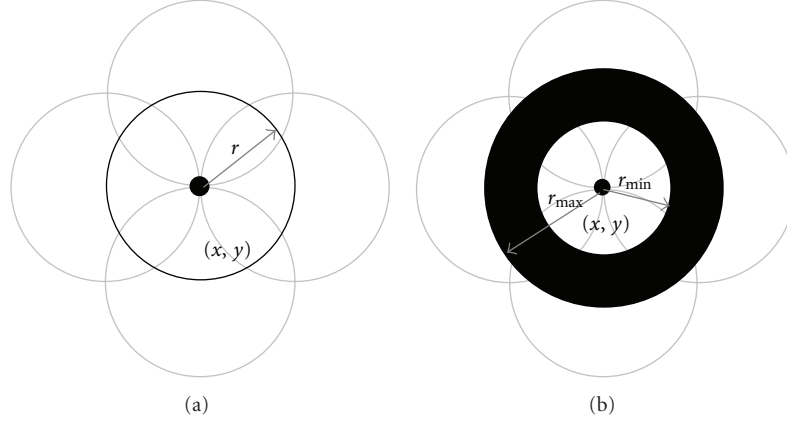 r
(x, y)
(a)
r_min
r_max
(x, y)
(b)